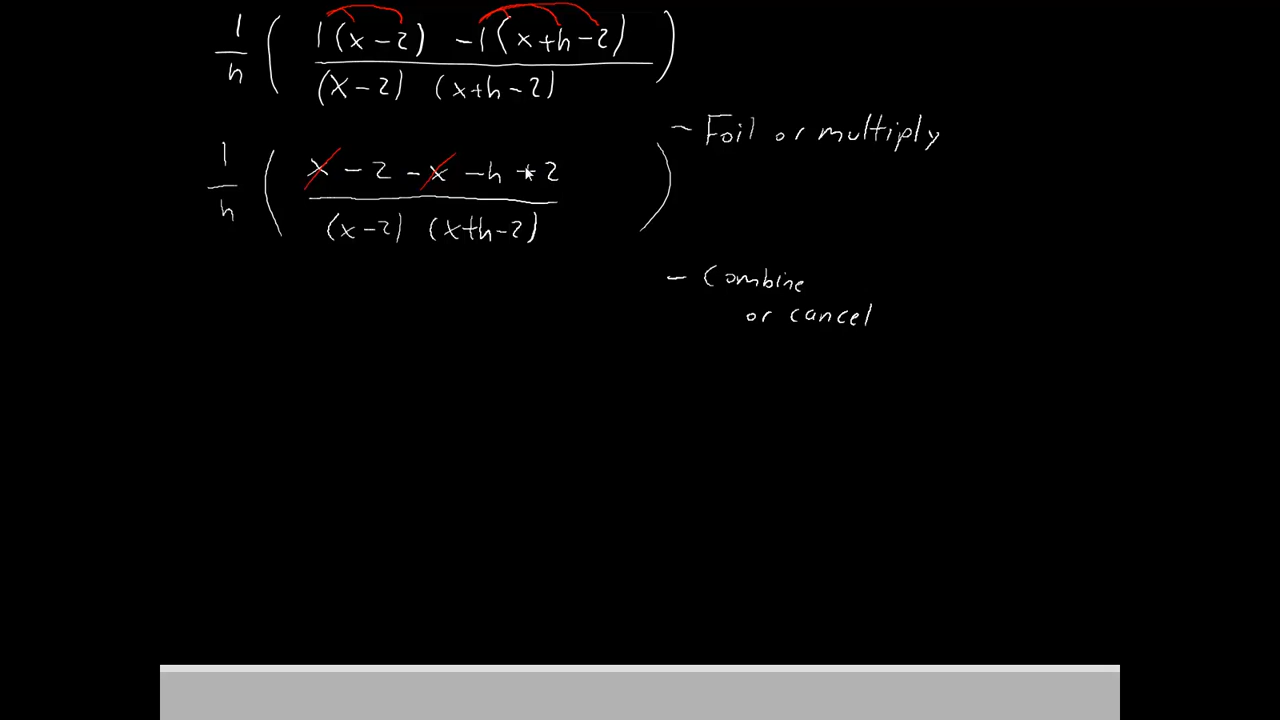 1/h ( 1(x-2) -1(x+h-2) / (x-2) (x+h-2) )
- Foil or multiply
1/h ( x - 2 - x - h + 2 / (x-2) (x+h-2) )
- Combine
or cancel